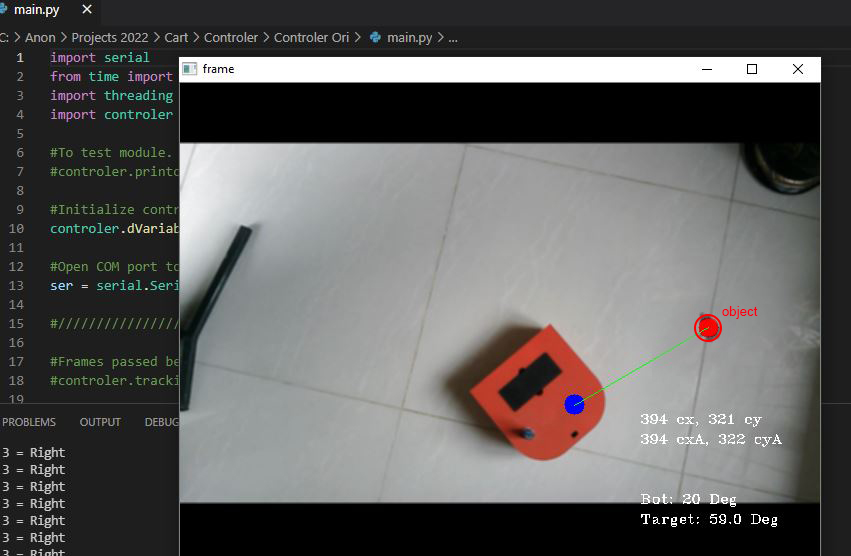 main.py
C: > Anon > Projects 2022 > Cart > Controler > Controler Ori > main.py > ...
1 import serial
2 from time import
3 import threading
4 import controler
5
6 #To test module.
7 #controler.print
8
9 #Initialize contr
10 controler.dVariab
11
12 #Open COM port to
13 ser = serial.Seri
14
15 #////////////////
16
17 #Frames passed be
18 #controler.tracki
19
frame
object
394 cx, 321 cy
394 cxA, 322 cyA
Bot: 20 Deg
Target: 59.0 Deg
PROBLEMS OUTPUT DEBUG
3 = Right
3 = Right
3 = Right
3 = Right
3 = Right
3 = Right
3 = Right